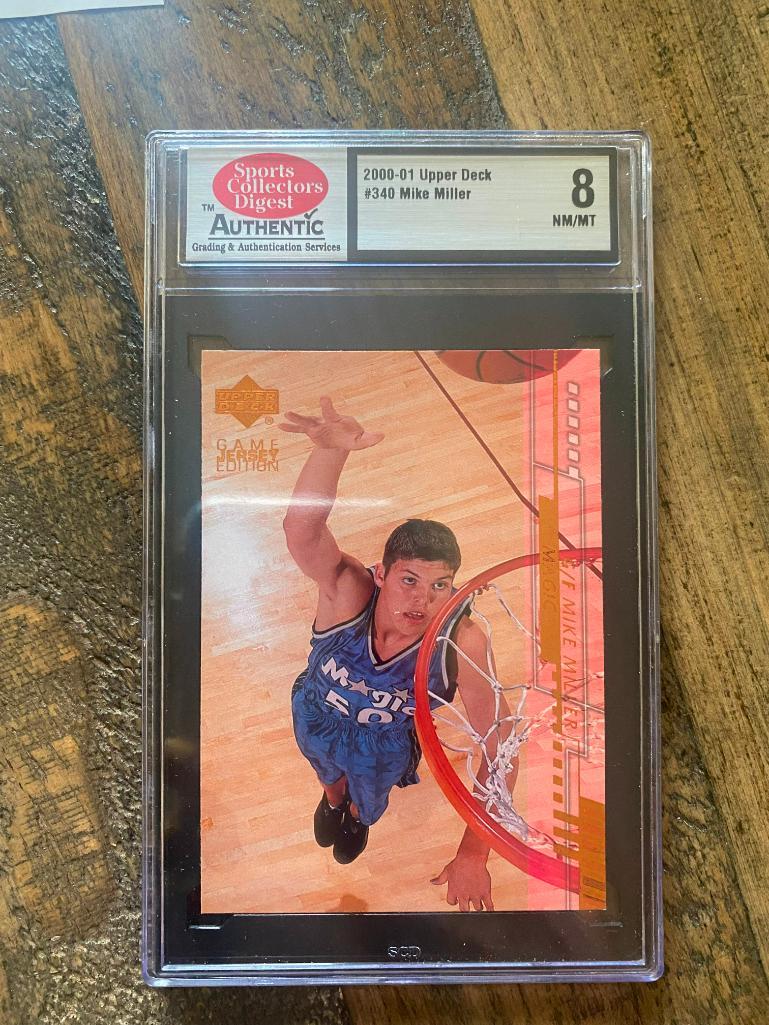 Sports
Collectors
Digest
™ AUTHENTIC
Grading & Authentication Services
2000-01 Upper Deck
#340 Mike Miller
8
NM/MT
UPPER
DECK
®
GAME
JERSEY
EDITION
MAGIC
S/F MIKE MILLER
Magic
50
SCD